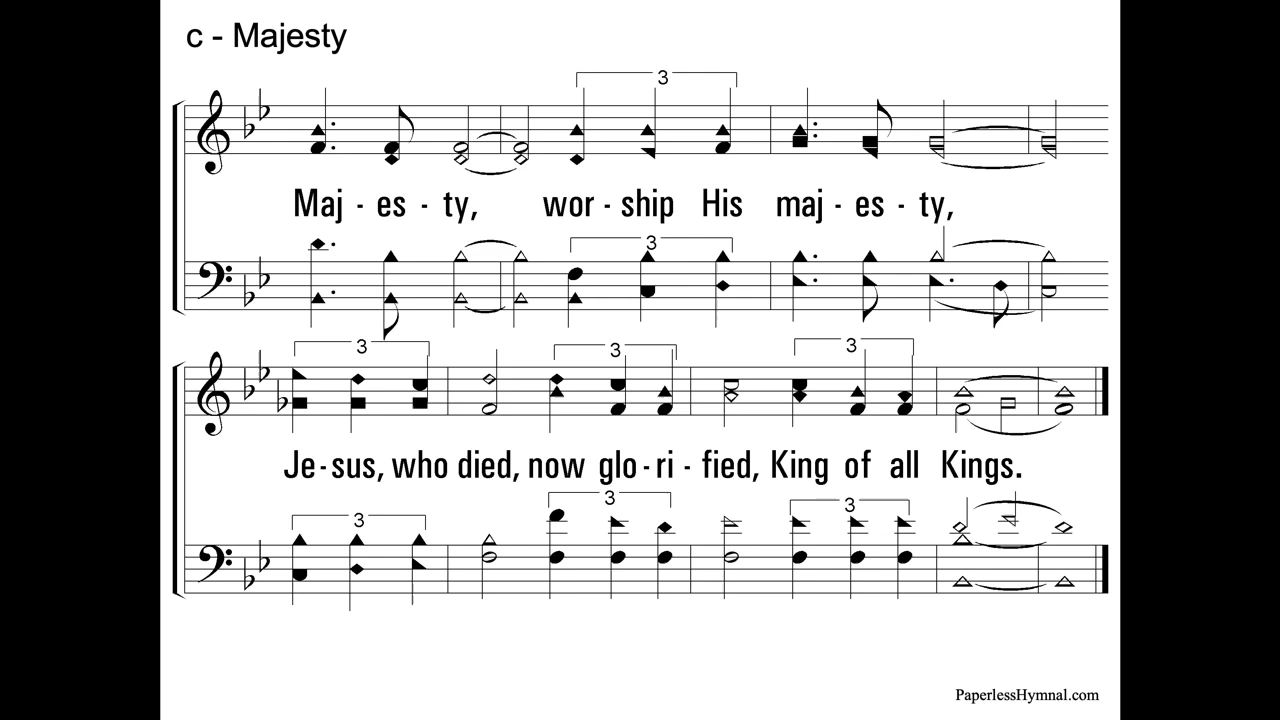 c - Majesty
3
Maj - es - ty, wor - ship His maj - es - ty,
3
3 3 3
Je - sus, who died, now glo - ri - fied, King of all Kings.
3 3 3
PaperlessHymnal.com